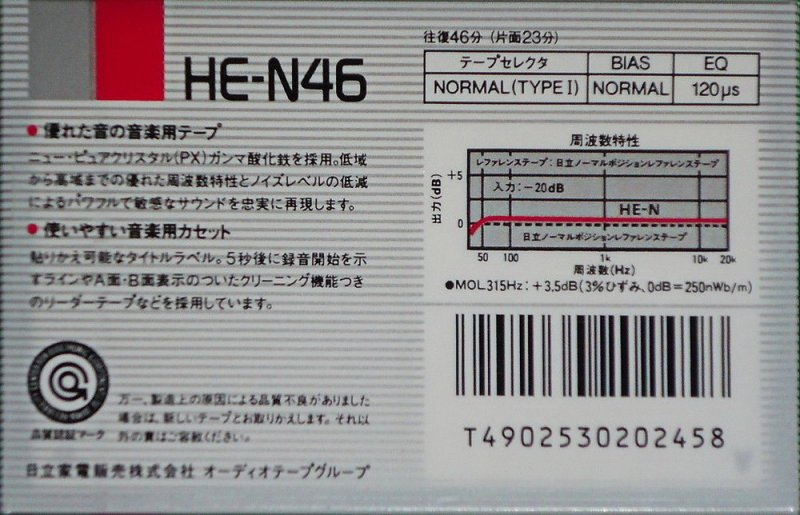 HE-N46
往復46分 (片面23分)
テープセレクタ BIAS EQ
NORMAL(TYPE I) NORMAL 120μs
● 優れた音の音楽用テープ
ニュー・ピュアクリスタル(PX)ガンマ酸化鉄を採用。低域
から高域までの優れた周波数特性とノイズレベルの低減
によるパワフルで敏感なサウンドを忠実に再現します。
● 使いやすい音楽用カセット
貼りかえ可能なタイトルラベル。5秒後に録音開始を示
すラインやA面・B面表示のついたクリーニング機能つき
のリーダーテープなどを採用しています。
周波数特性
レファレンステープ：日立ノーマルポジションレファレンステープ
入力：-20dB
HE-N
日立ノーマルポジションレファレンステープ
出力(dB)
+5
0
50 100 1k 10k 20k
周波数(Hz)
●MOL315Hz：+3.5dB(3%ひずみ、0dB=250nWb/m)
T4902530202458
品質認証マーク
万一、製造上の原因による品質不良がありました
場合は、新しいテープとお取りかえします。それ以
外の責はご容赦ください。
日立家電販売株式会社 オーディオテープグループ